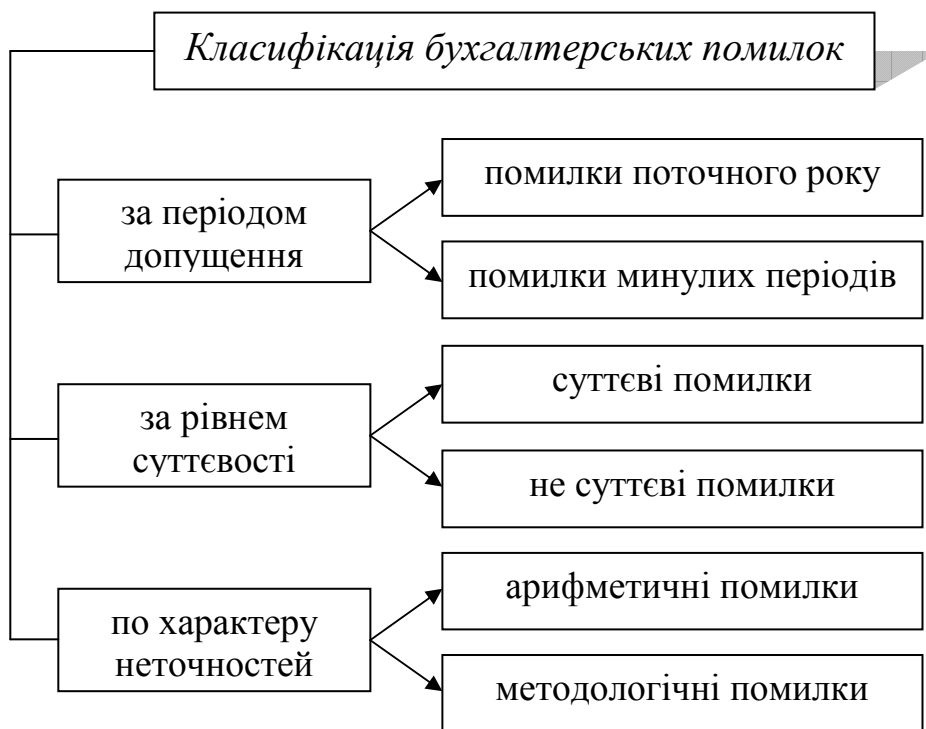 Класифікація бухгалтерських помилок
за періодом
допущення
помилки поточного року
помилки минулих періодів
за рівнем
суттєвості
суттєві помилки
не суттєві помилки
по характеру
неточностей
арифметичні помилки
методологічні помилки